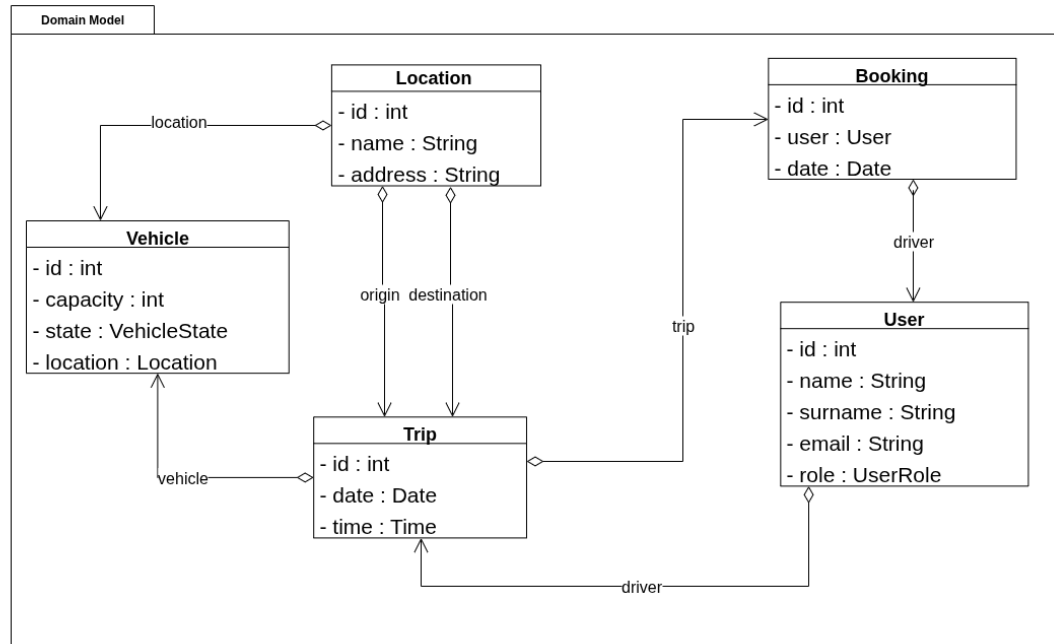 Domain Model
Location
- id : int
- name : String
- address : String
Booking
- id : int
- user : User
- date : Date
location
Vehicle
- id : int
- capacity : int
- state : VehicleState
- location : Location
driver
origin
destination
trip
User
- id : int
- name : String
- surname : String
- email : String
- role : UserRole
Trip
- id : int
- date : Date
- time : Time
vehicle
driver